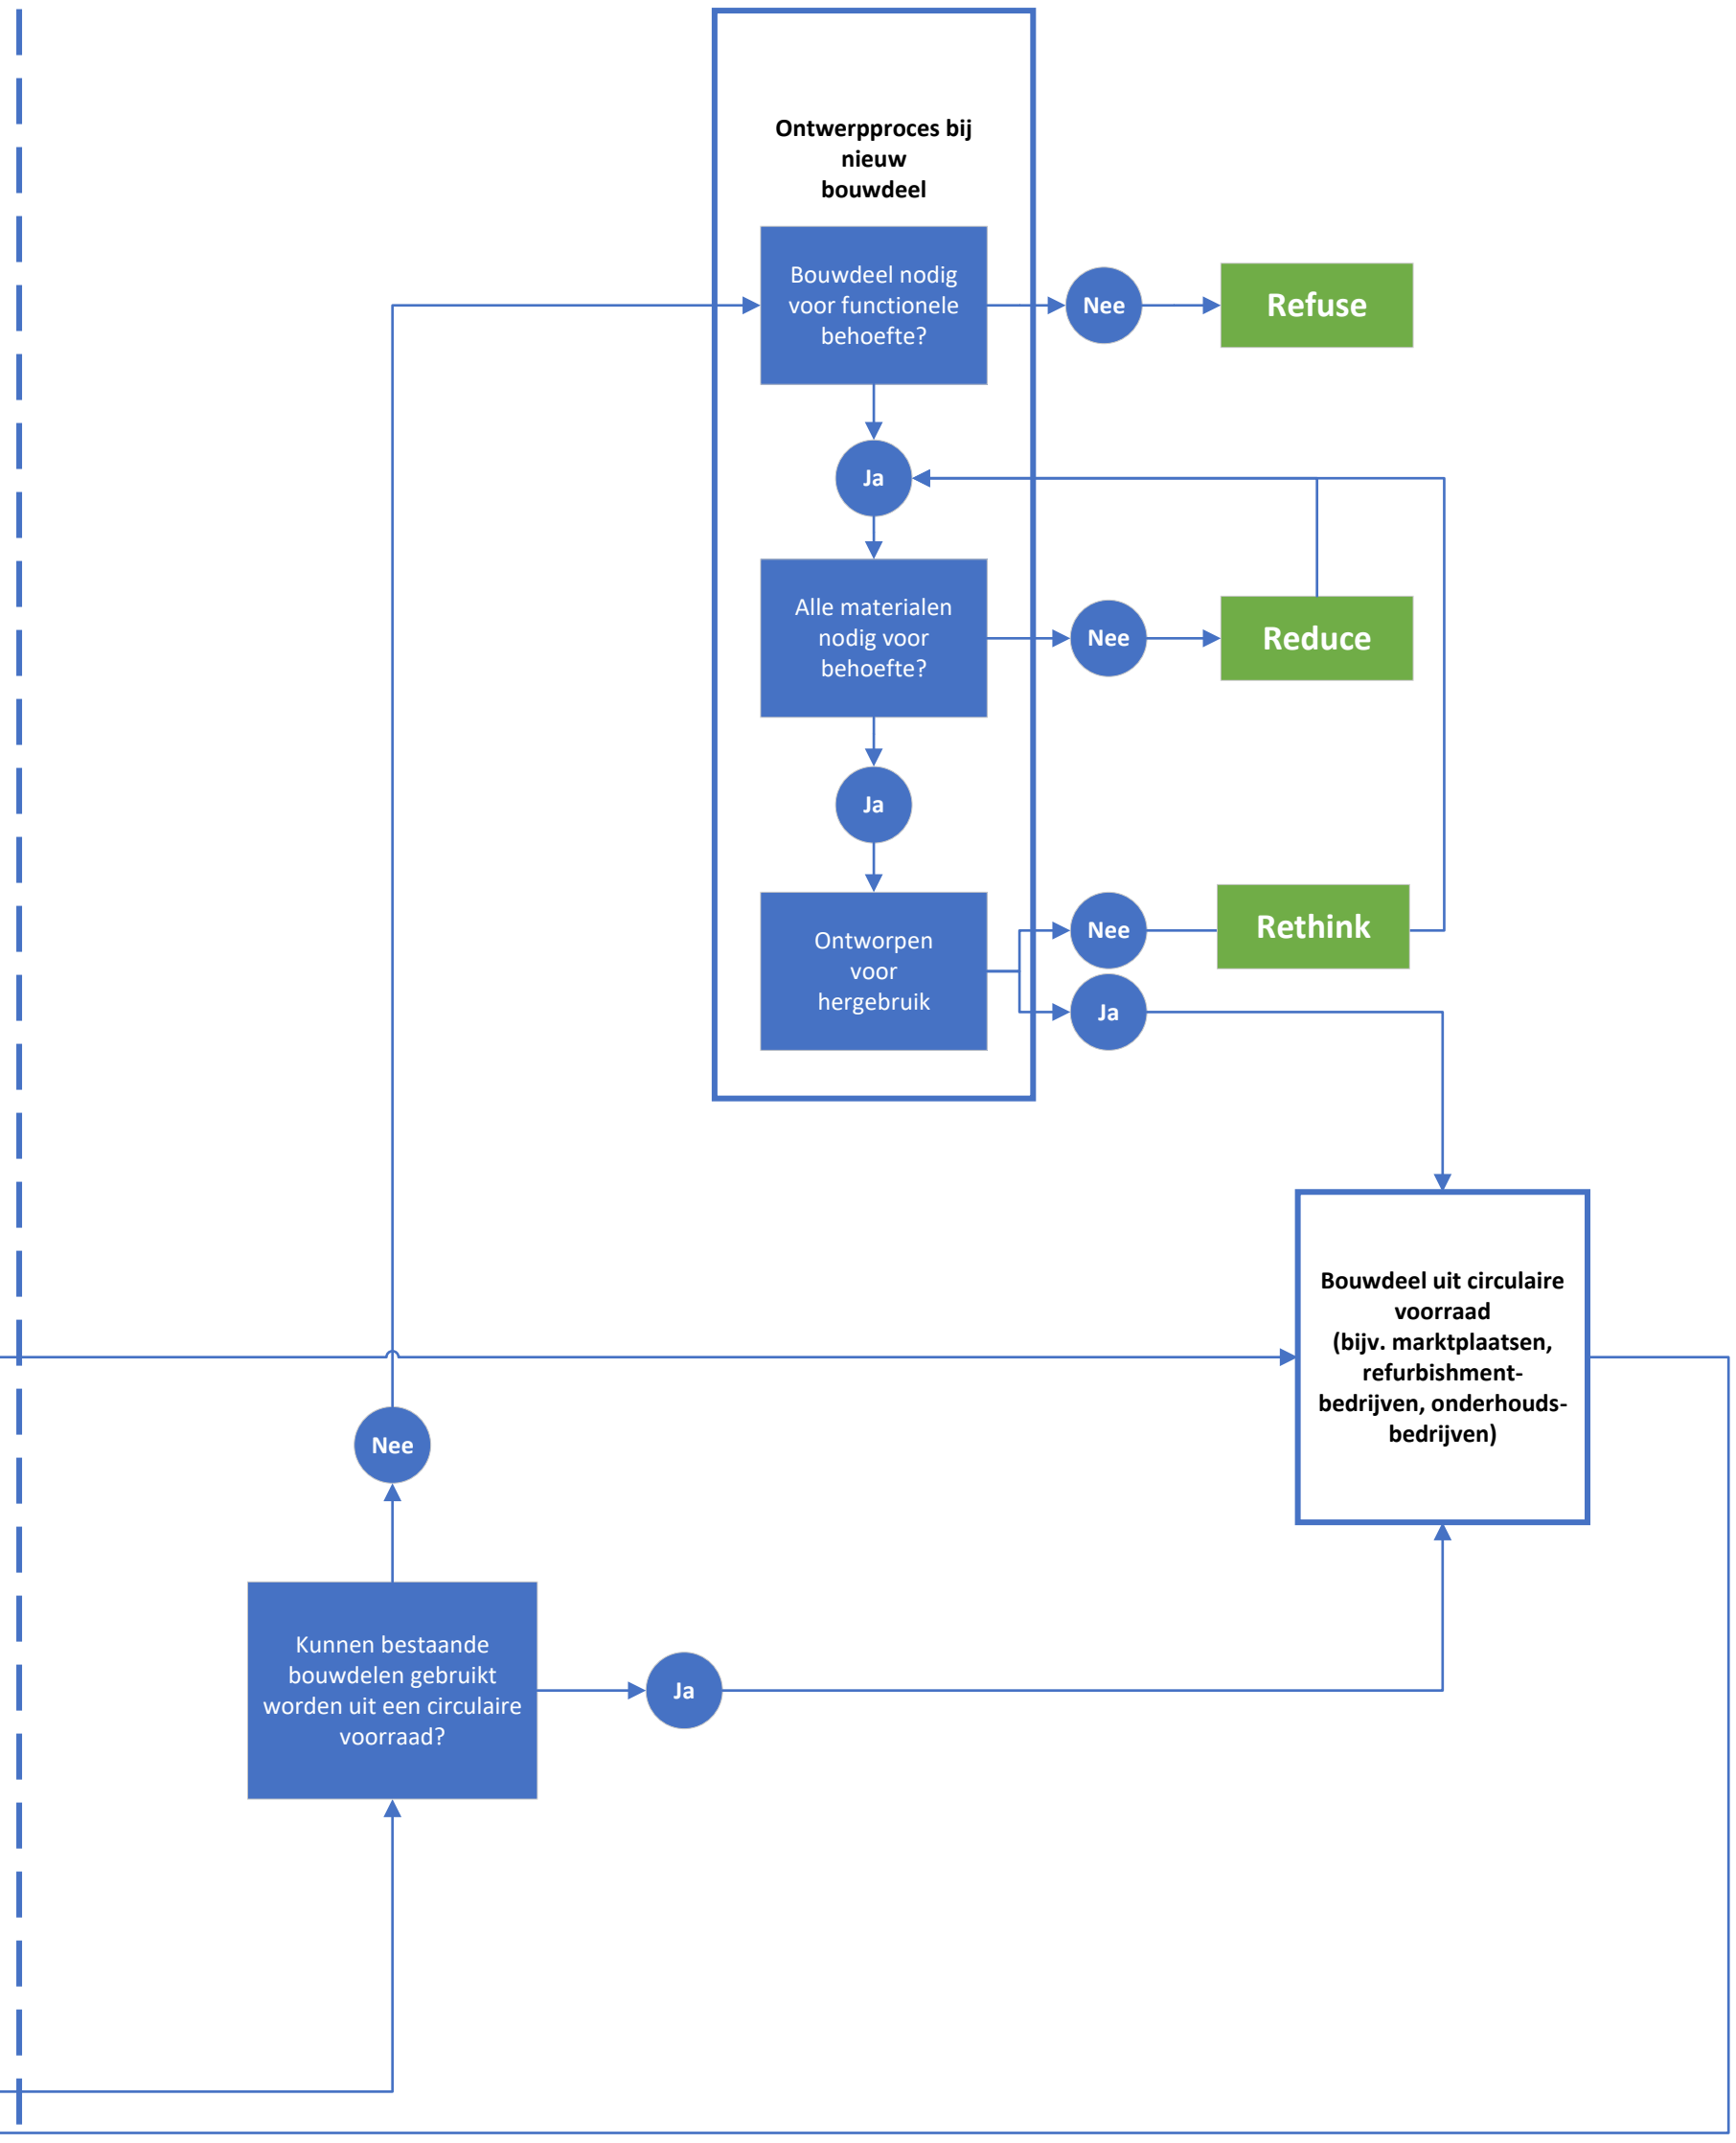 Ontwerpproces bij
nieuw
bouwdeel
Bouwdeel nodig
voor functionele
behoefte?
Nee
Refuse
Ja
Alle materialen
nodig voor
behoefte?
Nee
Reduce
Ja
Ontworpen
voor
hergebruik
Nee
Rethink
Ja
Bouwdeel uit circulaire
voorraad
(bijv. marktplaatsen,
refurbishment-
bedrijven, onderhouds-
bedrijven)
Nee
Kunnen bestaande
bouwdelen gebruikt
worden uit een circulaire
voorraad?
Ja